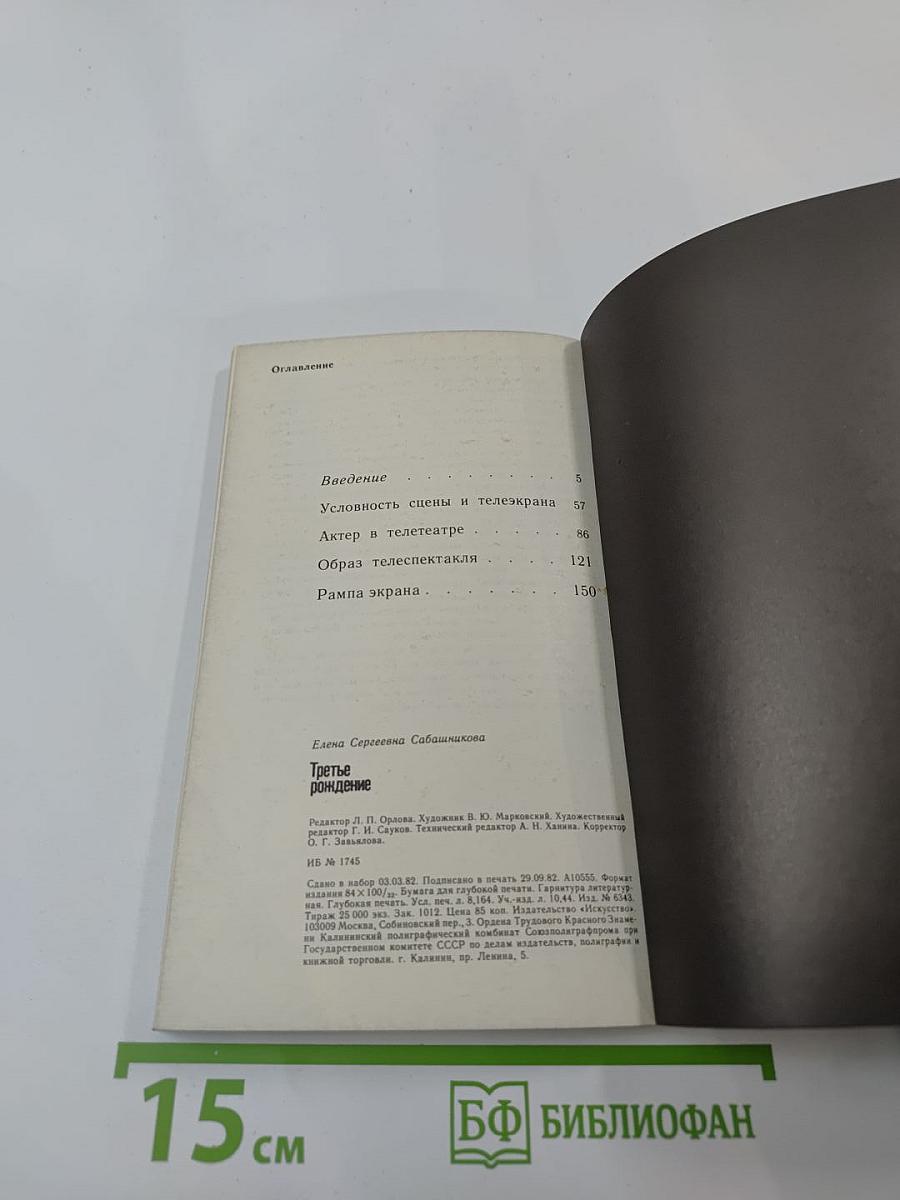 Оглавление
Введение . . . . . . . . 5
Условность сцены и телеэкрана 57
Актер в телетеатре . . . . . 86
Образ телеспектакля . . . . 121
Рампа экрана . . . . . . . 150
Елена Сергеевна Сабашникова
Третье
рождение
Редактор Л. П. Орлова. Художник В. Ю. Марковский. Художественный
редактор Г. И. Сауков. Технический редактор А. Н. Ханина. Корректор
О. Г. Завьялова.
ИБ № 1745
Сдано в набор 03.03.82. Подписано в печать 29.09.82. А10555. Формат
издания 84×100/32. Бумага для глубокой печати. Гарнитура литератур-
ная. Глубокая печать. Усл. печ. л. 8,164. Уч.-изд. л. 10,44. Изд. № 6343.
Тираж 25 000 экз. Зак. 1012. Цена 85 коп. Издательство «Искусство».
103009 Москва, Собиновский пер., 3. Ордена Трудового Красного Знаме-
ни Калининский полиграфический комбинат Союзполиграфпрома при
Государственном комитете СССР по делам издательств, полиграфии и
книжной торговли. г. Калинин, пр. Ленина, 5.
15 см
БФ БИБЛИОФАН